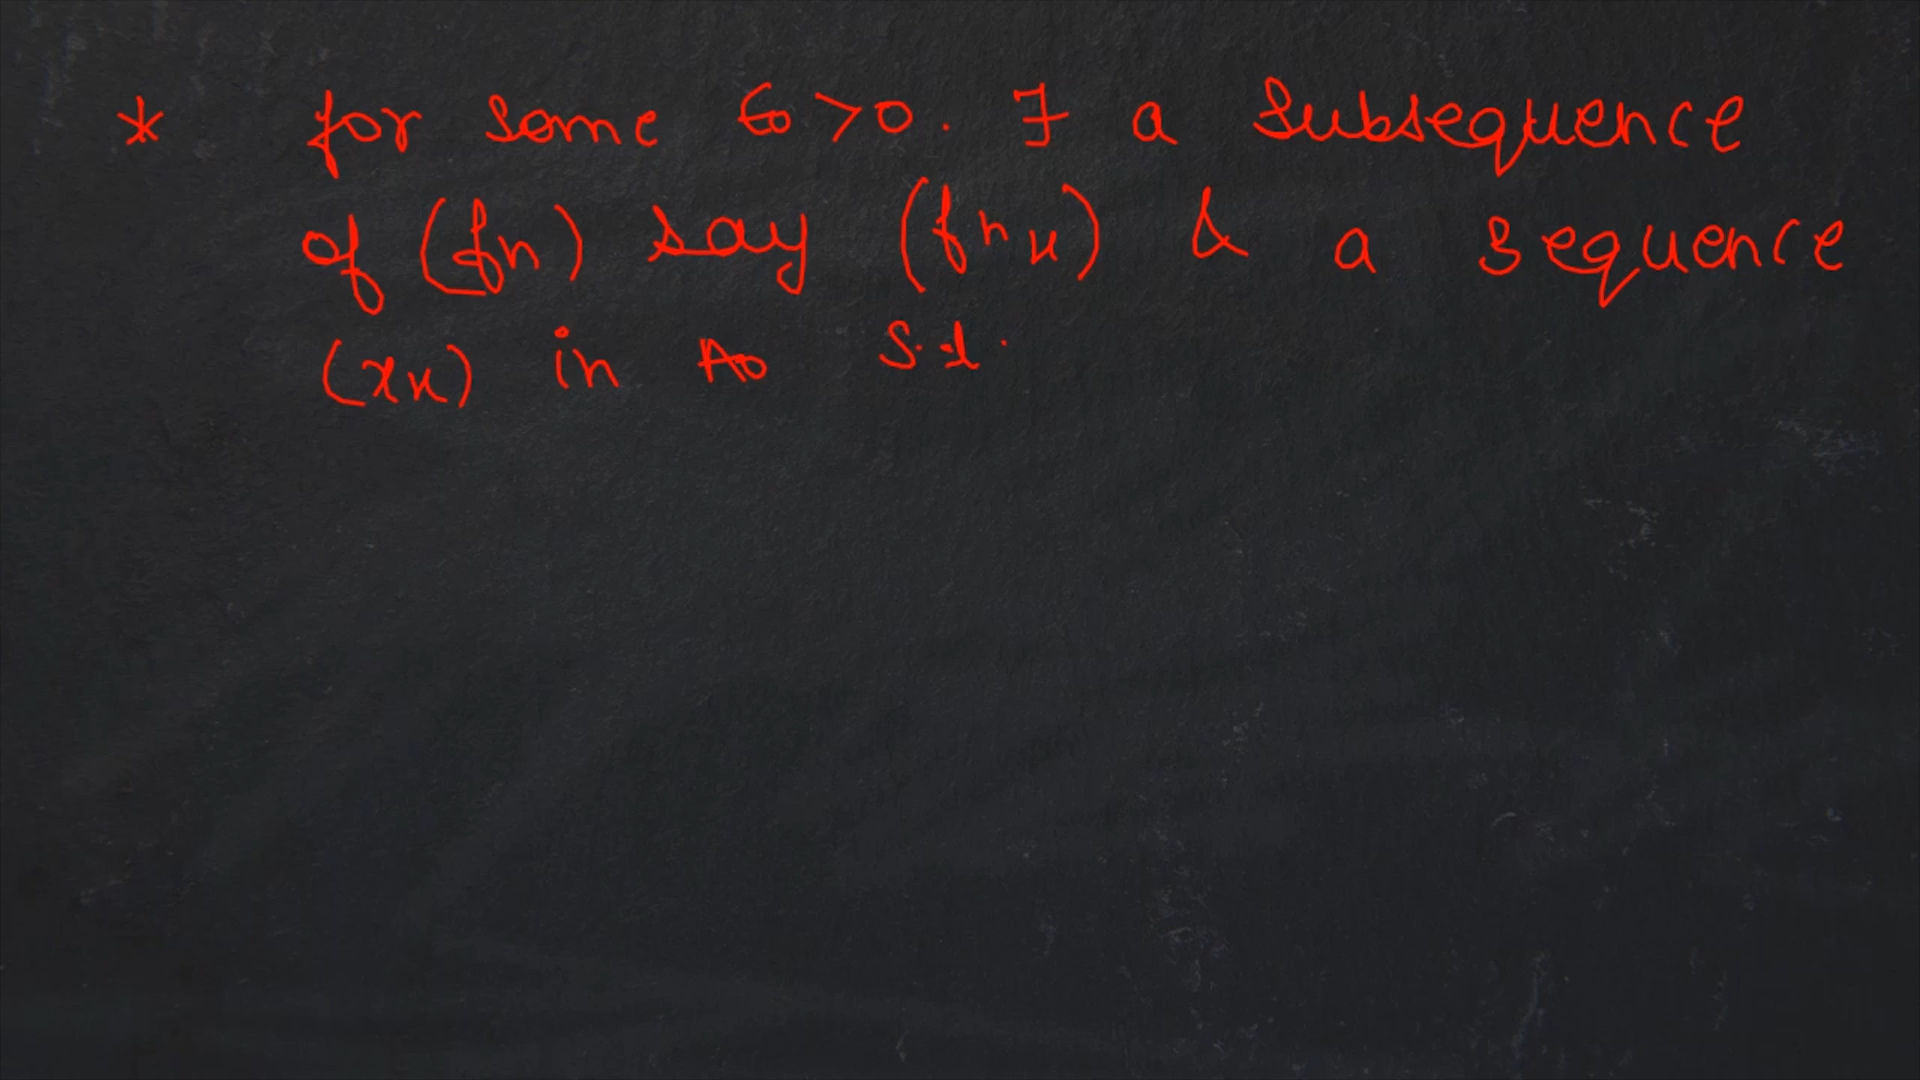 * for some ε₀>0. ∃ a subsequence
of (fn) say (fnₖ) & a sequence
(xₖ) in A₀ s.t.